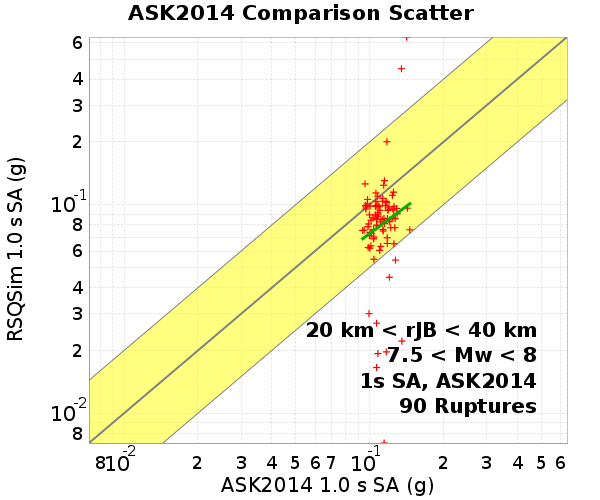 ASK2014 Comparison Scatter
RSQSim 1.0 s SA (g)
6
4
3
2
10-1
8
6
4
3
2
10-2
8
20 km < rJB < 40 km
7.5 < Mw < 8
1s SA, ASK2014
90 Ruptures
8 10-2 2 3 4 5 6 7 10-1 2 3 4 5 6
ASK2014 1.0 s SA (g)